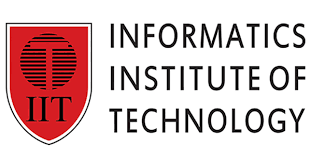 IIT
INFORMATICS
INSTITUTE OF
TECHNOLOGY